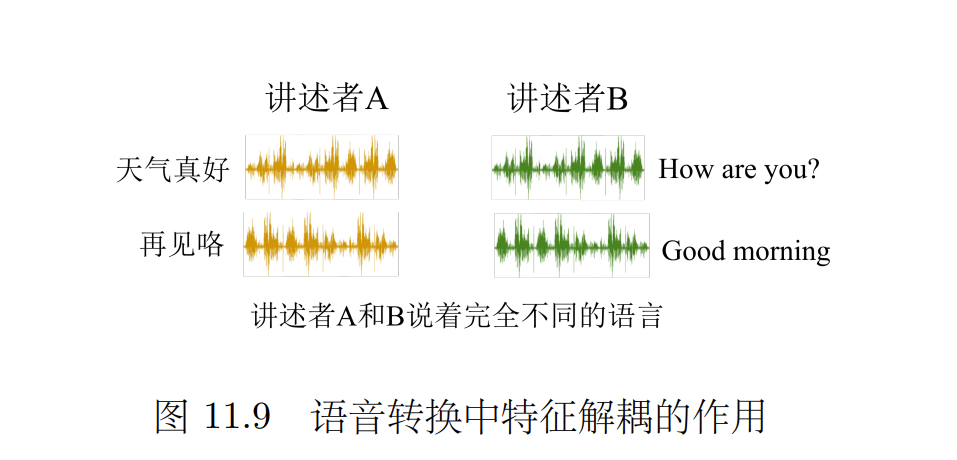 讲述者A 讲述者B
天气真好 How are you?
再见咯 Good morning
讲述者A和B说着完全不同的语言
图 11.9 语音转换中特征解耦的作用